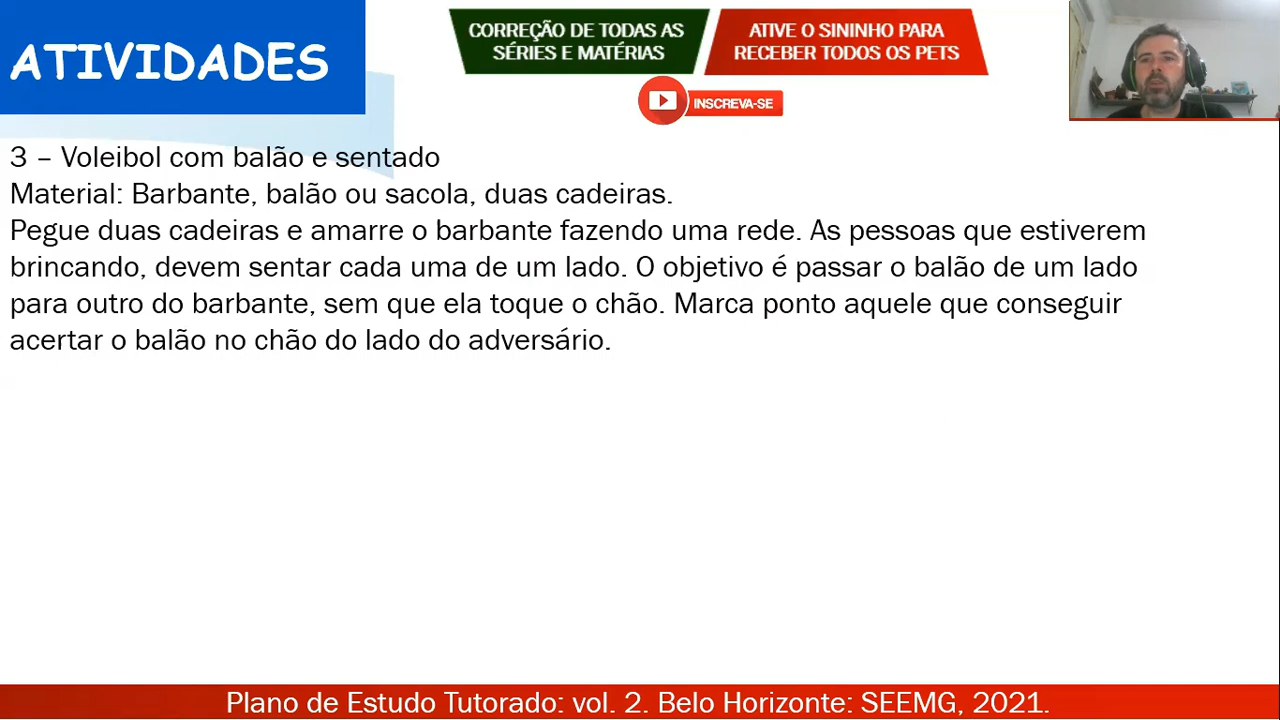 ATIVIDADES
CORREÇÃO DE TODAS AS
SÉRIES E MATÉRIAS
ATIVE O SININHO PARA
RECEBER TODOS OS PETS
INSCREVA-SE
3 – Voleibol com balão e sentado
Material: Barbante, balão ou sacola, duas cadeiras.
Pegue duas cadeiras e amarre o barbante fazendo uma rede. As pessoas que estiverem
brincando, devem sentar cada uma de um lado. O objetivo é passar o balão de um lado
para outro do barbante, sem que ela toque o chão. Marca ponto aquele que conseguir
acertar o balão no chão do lado do adversário.
Plano de Estudo Tutorado: vol. 2. Belo Horizonte: SEEMG, 2021.